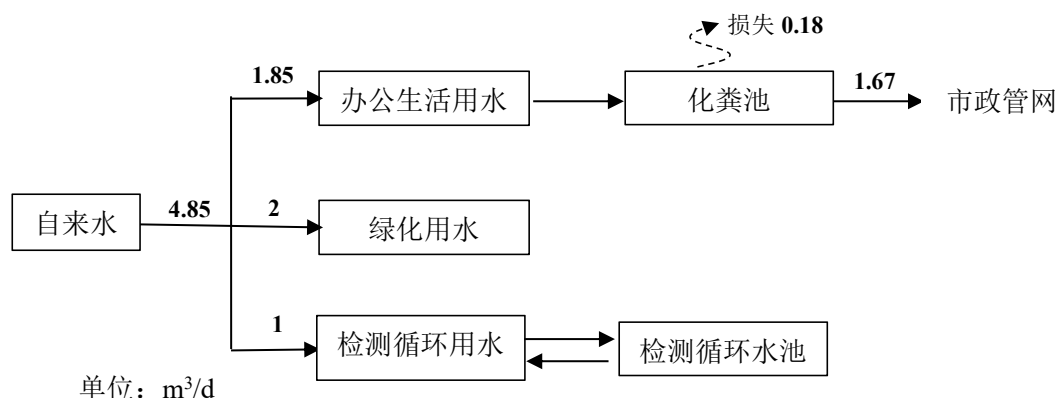 损失 0.18
1.85
办公生活用水
化粪池
1.67
市政管网
自来水
4.85
2
绿化用水
1
检测循环用水
检测循环水池
单位：m³/d